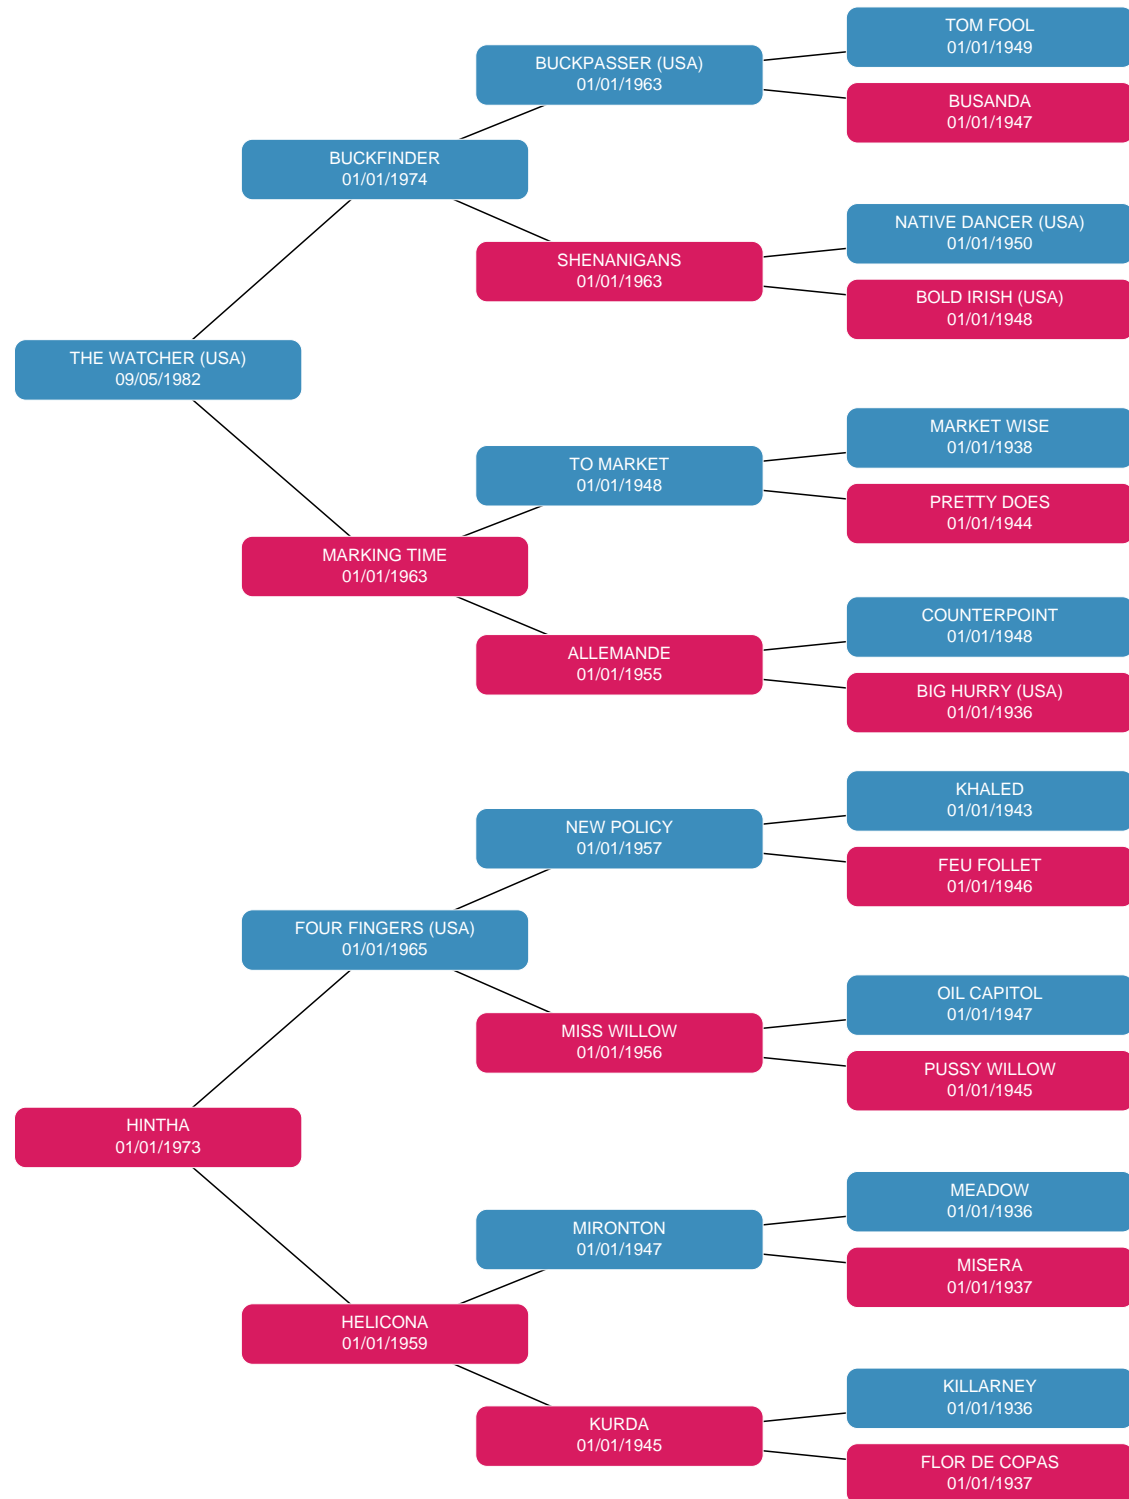 TOM FOOL
01/01/1949
BUCKPASSER (USA)
01/01/1963
BUSANDA
01/01/1947
BUCKFINDER
01/01/1974
NATIVE DANCER (USA)
01/01/1950
SHENANIGANS
01/01/1963
BOLD IRISH (USA)
01/01/1948
THE WATCHER (USA)
09/05/1982
MARKET WISE
01/01/1938
TO MARKET
01/01/1948
PRETTY DOES
01/01/1944
MARKING TIME
01/01/1963
COUNTERPOINT
01/01/1948
ALLEMANDE
01/01/1955
BIG HURRY (USA)
01/01/1936
KHALED
01/01/1943
NEW POLICY
01/01/1957
FEU FOLLET
01/01/1946
FOUR FINGERS (USA)
01/01/1965
OIL CAPITOL
01/01/1947
MISS WILLOW
01/01/1956
PUSSY WILLOW
01/01/1945
HINTHA
01/01/1973
MEADOW
01/01/1936
MIRONTON
01/01/1947
MISERA
01/01/1937
HELICONA
01/01/1959
KILLARNEY
01/01/1936
KURDA
01/01/1945
FLOR DE COPAS
01/01/1937